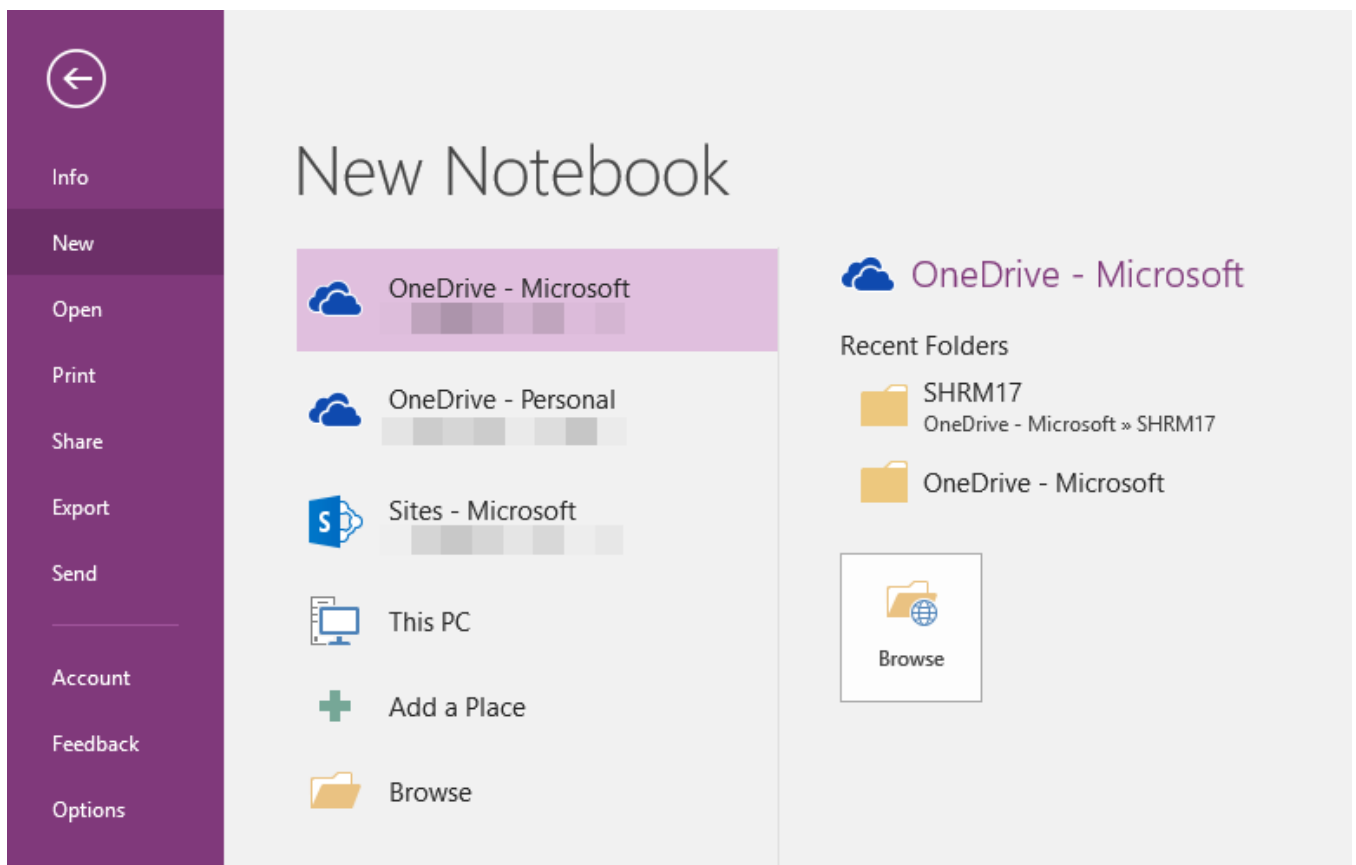 Info
New
Open
Print
Share
Export
Send
Account
Feedback
Options
New Notebook
OneDrive - Microsoft
OneDrive - Personal
S
Sites - Microsoft
This PC
Add a Place
Browse
OneDrive - Microsoft
Recent Folders
SHRM17
OneDrive - Microsoft » SHRM17
OneDrive - Microsoft
Browse